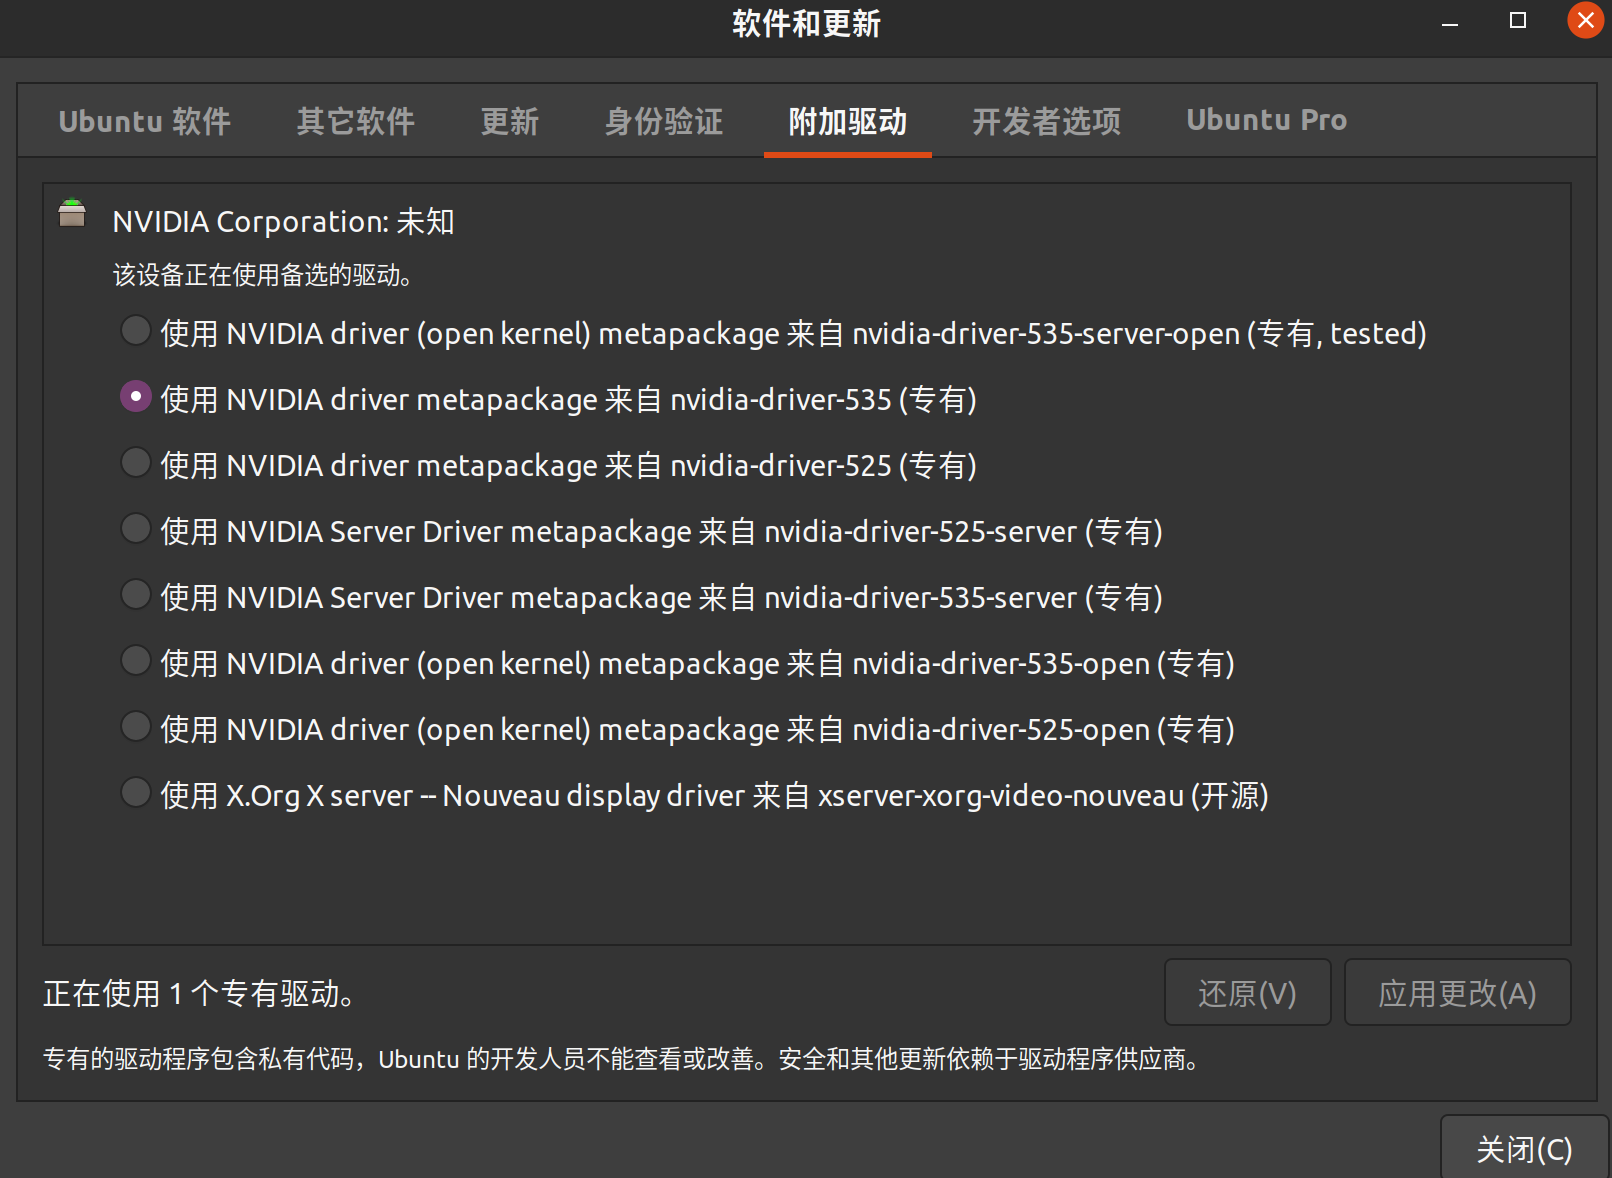 软件和更新
Ubuntu 软件 其它软件 更新 身份验证 附加驱动 开发者选项 Ubuntu Pro
NVIDIA Corporation: 未知
该设备正在使用备选的驱动。
使用 NVIDIA driver (open kernel) metapackage 来自 nvidia-driver-535-server-open (专有, tested)
使用 NVIDIA driver metapackage 来自 nvidia-driver-535 (专有)
使用 NVIDIA driver metapackage 来自 nvidia-driver-525 (专有)
使用 NVIDIA Server Driver metapackage 来自 nvidia-driver-525-server (专有)
使用 NVIDIA Server Driver metapackage 来自 nvidia-driver-535-server (专有)
使用 NVIDIA driver (open kernel) metapackage 来自 nvidia-driver-535-open (专有)
使用 NVIDIA driver (open kernel) metapackage 来自 nvidia-driver-525-open (专有)
使用 X.Org X server -- Nouveau display driver 来自 xserver-xorg-video-nouveau (开源)
正在使用 1 个专有驱动。 还原(V) 应用更改(A)
专有的驱动程序包含私有代码，Ubuntu 的开发人员不能查看或改善。安全和其他更新依赖于驱动程序供应商。
关闭(C)